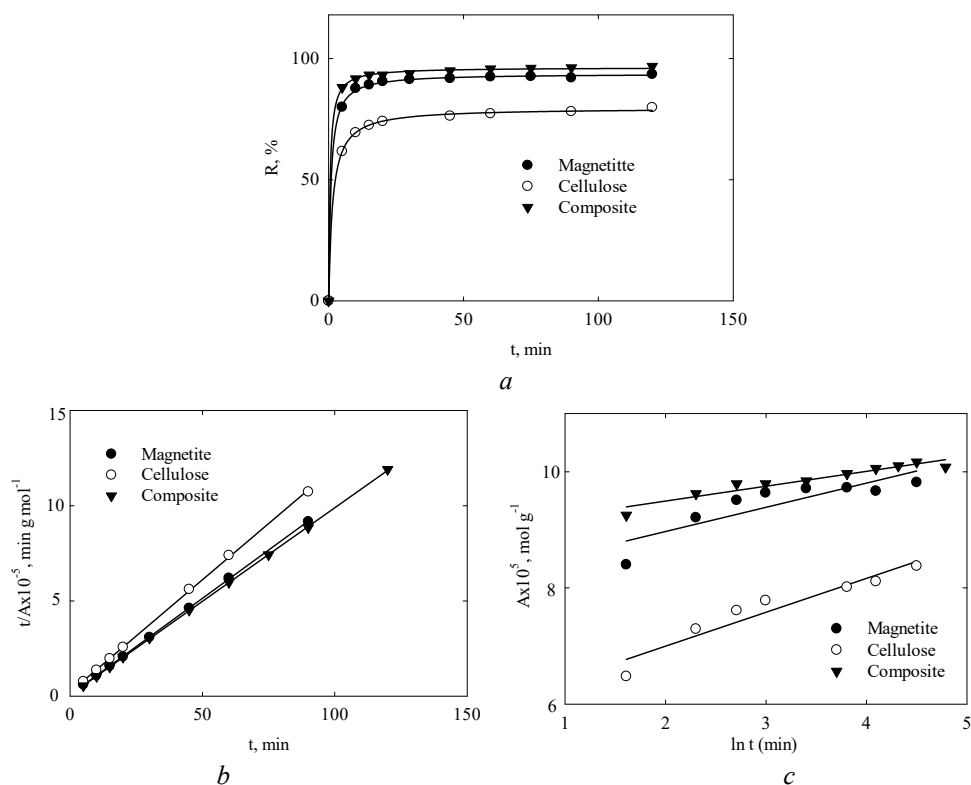 100
50
0
R, %
Magnetitte
Cellulose
Composite
0 50 100 150
t, min
a
15
10
5
0
t/Ax10⁻⁵, min g mol⁻¹
Magnetite
Cellulose
Composite
0 50 100 150
t, min
b
10
8
6
Ax10⁵, mol g⁻¹
Magnetite
Cellulose
Composite
1 2 3 4 5
ln t (min)
c